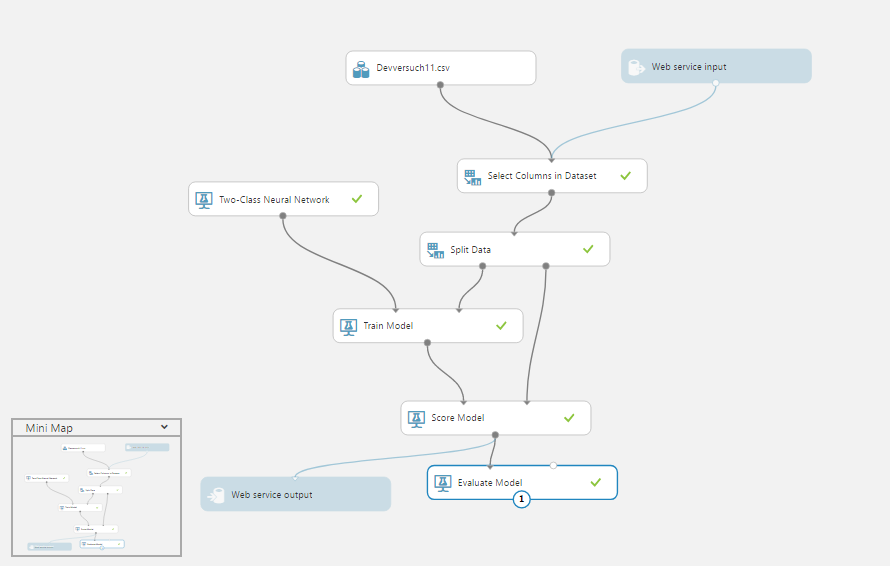 Devversuch11.csv
Web service input
Select Columns in Dataset
Two-Class Neural Network
Split Data
Train Model
Score Model
Mini Map
Web service output
Evaluate Model
1